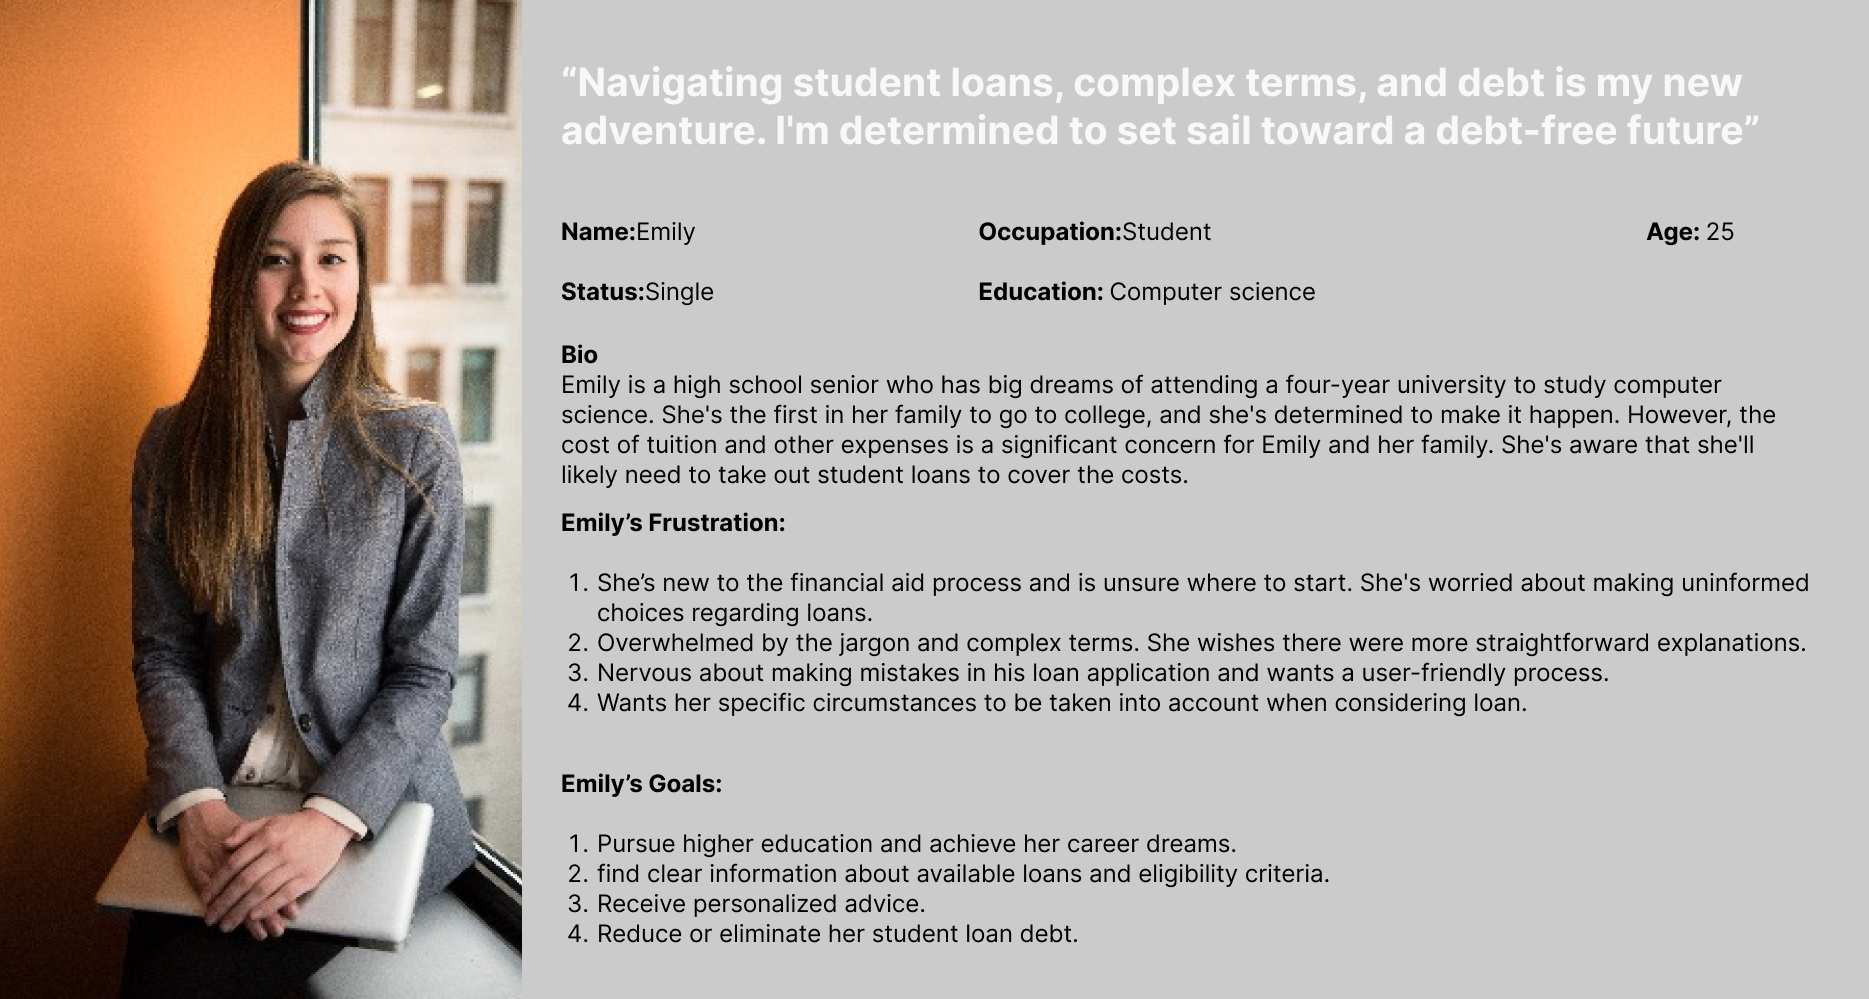 “Navigating student loans, complex terms, and debt is my new
adventure. I'm determined to set sail toward a debt-free future”
Name:Emily
Occupation:Student
Age: 25
Status:Single
Education: Computer science
Bio
Emily is a high school senior who has big dreams of attending a four-year university to study computer
science. She's the first in her family to go to college, and she's determined to make it happen. However, the
cost of tuition and other expenses is a significant concern for Emily and her family. She's aware that she'll
likely need to take out student loans to cover the costs.
Emily’s Frustration:
1. She’s new to the financial aid process and is unsure where to start. She's worried about making uninformed
choices regarding loans.
2. Overwhelmed by the jargon and complex terms. She wishes there were more straightforward explanations.
3. Nervous about making mistakes in his loan application and wants a user-friendly process.
4. Wants her specific circumstances to be taken into account when considering loan.
Emily’s Goals:
1. Pursue higher education and achieve her career dreams.
2. find clear information about available loans and eligibility criteria.
3. Receive personalized advice.
4. Reduce or eliminate her student loan debt.